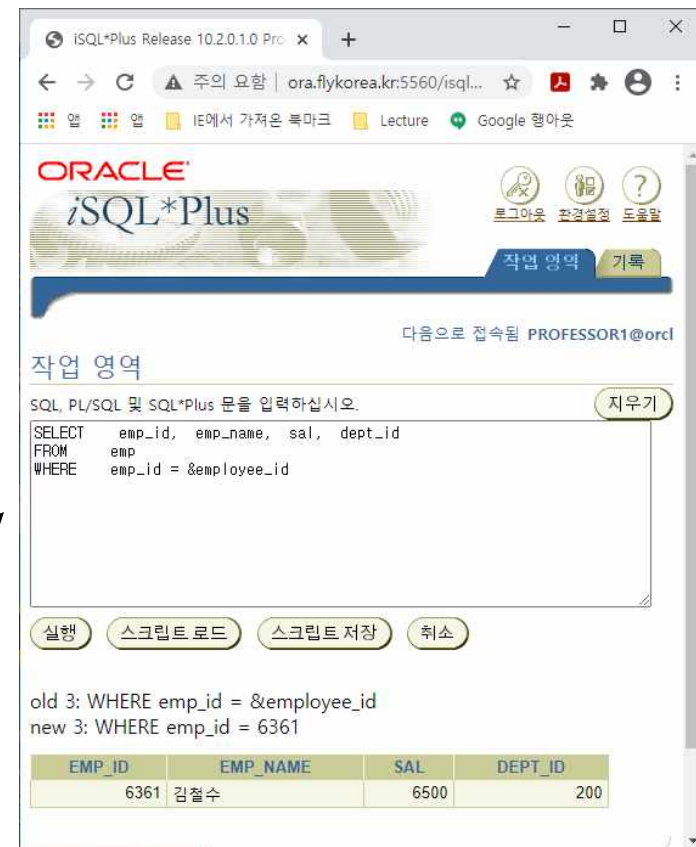 iSQL*Plus Release 10.2.0.1.0 Pro
주의 요함 | ora.flykorea.kr:5560/isql...
앱 앱 IE에서 가져온 북마크 Lecture Google 행아웃
ORACLE
iSQL*Plus
로그아웃 환경설정 도움말
작업 영역 기록
다음으로 접속됨 PROFESSOR1@orcl
작업 영역
SQL, PL/SQL 및 SQL*Plus 문을 입력하십시오. 지우기
SELECT emp_id, emp_name, sal, dept_id
FROM emp
WHERE emp_id = &employee_id
실행 스크립트 로드 스크립트 저장 취소
old 3: WHERE emp_id = &employee_id
new 3: WHERE emp_id = 6361
EMP_ID EMP_NAME SAL DEPT_ID
6361 김철수 6500 200